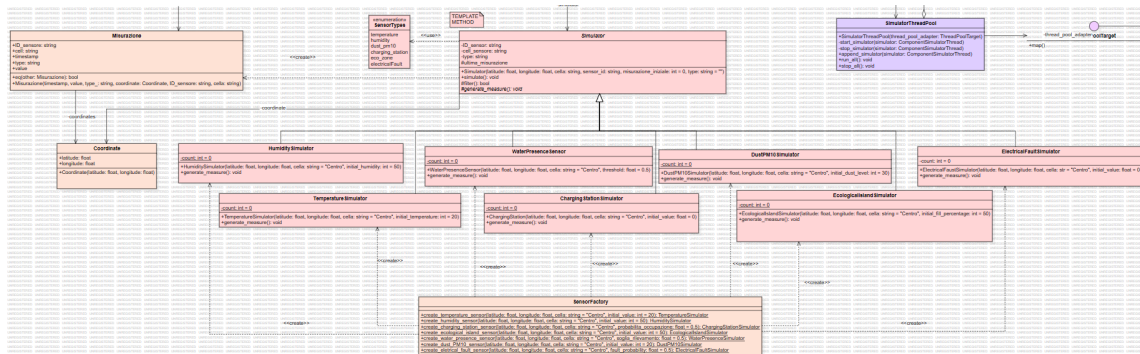 Misurazione
+ID_sensore: string
+cell: string
+timestamp
+type: string
+value
+eq(other: Misurazione): bool
+Misurazione(timestamp, value, type_: string, coordinate: Coordinate, ID_sensore: string, cella: string)
<<create>>
coordinates
coordinate
Coordinate
+latitude: float
+longitude: float
+Coordinate(latitude: float, longitude: float)
<enumeration>
SensorTypes
temperature
humidity
dust_pm10
charging_station
eco_zone
electricalFault
<<use>>
TEMPLATE
METHOD
Simulator
-ID_sensor: string
-cell_sensore: string
-type: string
#ultima_misurazione
+Simulator(latitude: float, longitude: float, cella: string, sensor_id: string, misurazione_iniziale: int = 0, type: string = "")
+simulate(): void
#filter(): bool
#generate_measure(): void
SimulatorThreadPool
+SimulatorThreadPool(thread_pool_adapter: ThreadPoolTarget)
-start_simulator(simulator: ComponentSimulatorThread)
-stop_simulator(simulator: ComponentSimulatorThread)
+append_simulator(simulator: ComponentSimulatorThread)
+run_all()
+stop_all()
+map()
HumiditySimulator
-count: int = 0
+HumiditySimulator(latitude: float, longitude: float, cella: string = "Centro", initial_humidity: int = 50)
+generate_measure(): void
WaterPresenceSensor
-count: int = 0
+WaterPresenceSensor(latitude: float, longitude: float, cella: string = "Centro", threshold: float = 0.5)
+generate_measure(): void
DustPM10Simulator
-count: int = 0
+DustPM10Simulator(latitude: float, longitude: float, cella: string = "Centro", initial_dust_level: int = 30)
+generate_measure(): void
ElectricalFaultSimulator
-count: int = 0
+ElectricalFaultSimulator(latitude: float, longitude: float, cella: str = "Centro", initial_value: float = 0
+generate_measure(): void
TemperatureSimulator
-count: int = 0
+TemperatureSimulator(latitude: float, longitude: float, cella: string = "Centro", initial_temperature: int = 20)
+generate_measure(): void
ChargingStationSimulator
-count: int = 0
+ChargingStation(latitude: float, longitude: float, cella: string = "Centro", initial_value: float = 0)
+generate_measure(): void
EcologicalIslandSimulator
-count: int = 0
+EcologicalIslandSimulator(latitude: float, longitude: float, cella: string = "Centro", initial_fill_percentage: int = 50)
+generate_measure(): void
<<create>>
<<create>>
<<create>>
<<create>>
<<create>>
<<create>>
<<create>>
SensorFactory
+create_temperature_sensor(latitude: float, longitude: float, cella: string = "Centro", initial_value: int = 20): TemperatureSimulator
+create_humidity_sensor(latitude: float, longitude: float, cella: string = "Centro", initial_value: int = 50): HumiditySimulator
+create_charging_station_sensor(latitude: float, longitude: float, cella: string = "Centro", probability_occupazione: float = 0.5): ChargingStationSimulator
+create_ecological_island_sensor(latitude: float, longitude: float, cella: string = "Centro", initial_value: int = 50): EcologicalIslandSimulator
+create_water_presence_sensor(latitude: float, longitude: float, cella: string = "Centro", soglia_rilevamento: float = 0.5): WaterPresenceSimulator
+create_dust_PM10_sensor(latitude: float, longitude: float, cella: string = "Centro", initial_value: int = 20): DustPM10Simulator
+create_eletrical_fault_sensor(latitude: float, longitude: float, cella: string = "Centro", fault_probability: float = 0.5): ElectricalFaultSimulator